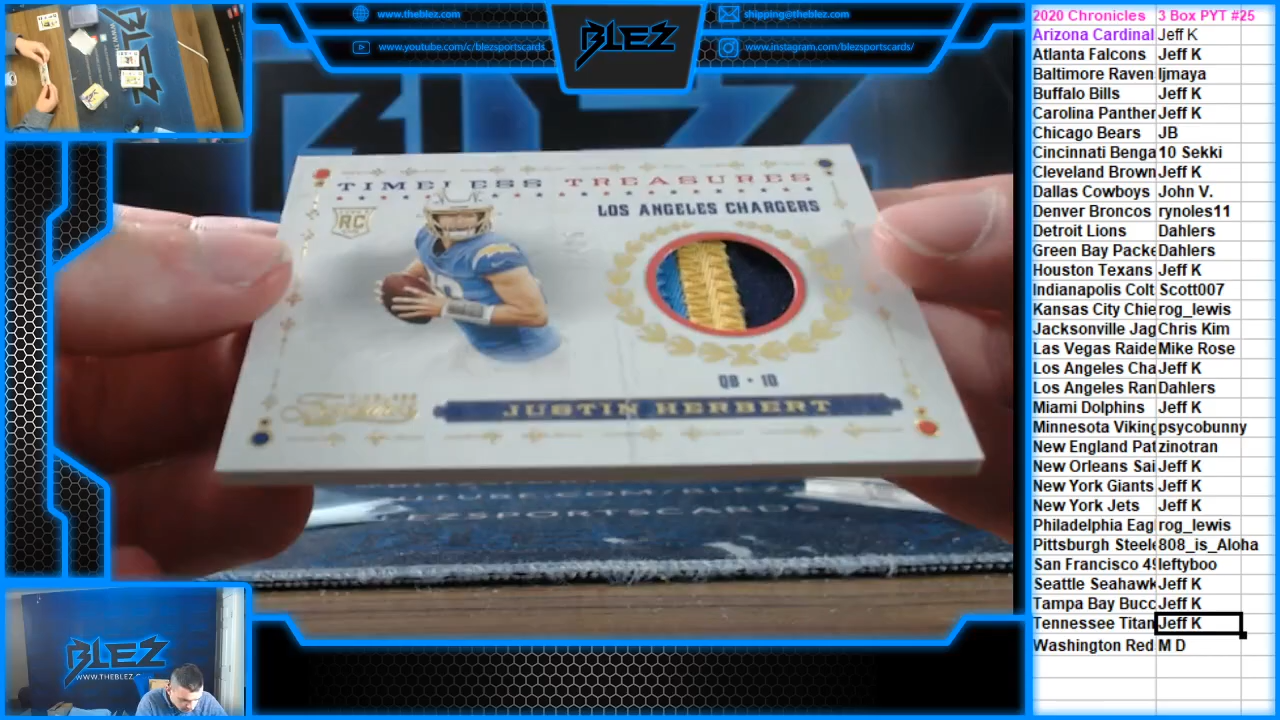 www.theblez.com
shipping@theblez.com
www.youtube.com/c/blezsportscards
BLEZ
www.instagram.com/blezsportscards/
TIMELESS TREASURES
RC
LOS ANGELES CHARGERS
QB • 10
JUSTIN HERBERT
BLEZSPORTSCARDS
BLEZ
2020 Chronicles 3 Box PYT #25
Arizona Cardinal Jeff K
Atlanta Falcons Jeff K
Baltimore Raven ljmaya
Buffalo Bills Jeff K
Carolina Panther Jeff K
Chicago Bears JB
Cincinnati Benga 10 Sekki
Cleveland Brown Jeff K
Dallas Cowboys John V.
Denver Broncos rynoles11
Detroit Lions Dahlers
Green Bay Packe Dahlers
Houston Texans Jeff K
Indianapolis Colt Scott007
Kansas City Chie rog_lewis
Jacksonville Jag Chris Kim
Las Vegas Raide Mike Rose
Los Angeles Cha Jeff K
Los Angeles Ran Dahlers
Miami Dolphins Jeff K
Minnesota Viking psycobunny
New England Pat zinotran
New Orleans Sai Jeff K
New York Giants Jeff K
New York Jets Jeff K
Philadelphia Eag rog_lewis
Pittsburgh Steele 808_is_Aloha
San Francisco 49 leftyboo
Seattle Seahawk Jeff K
Tampa Bay Bucc Jeff K
Tennessee Titan Jeff K
Washington Red M D